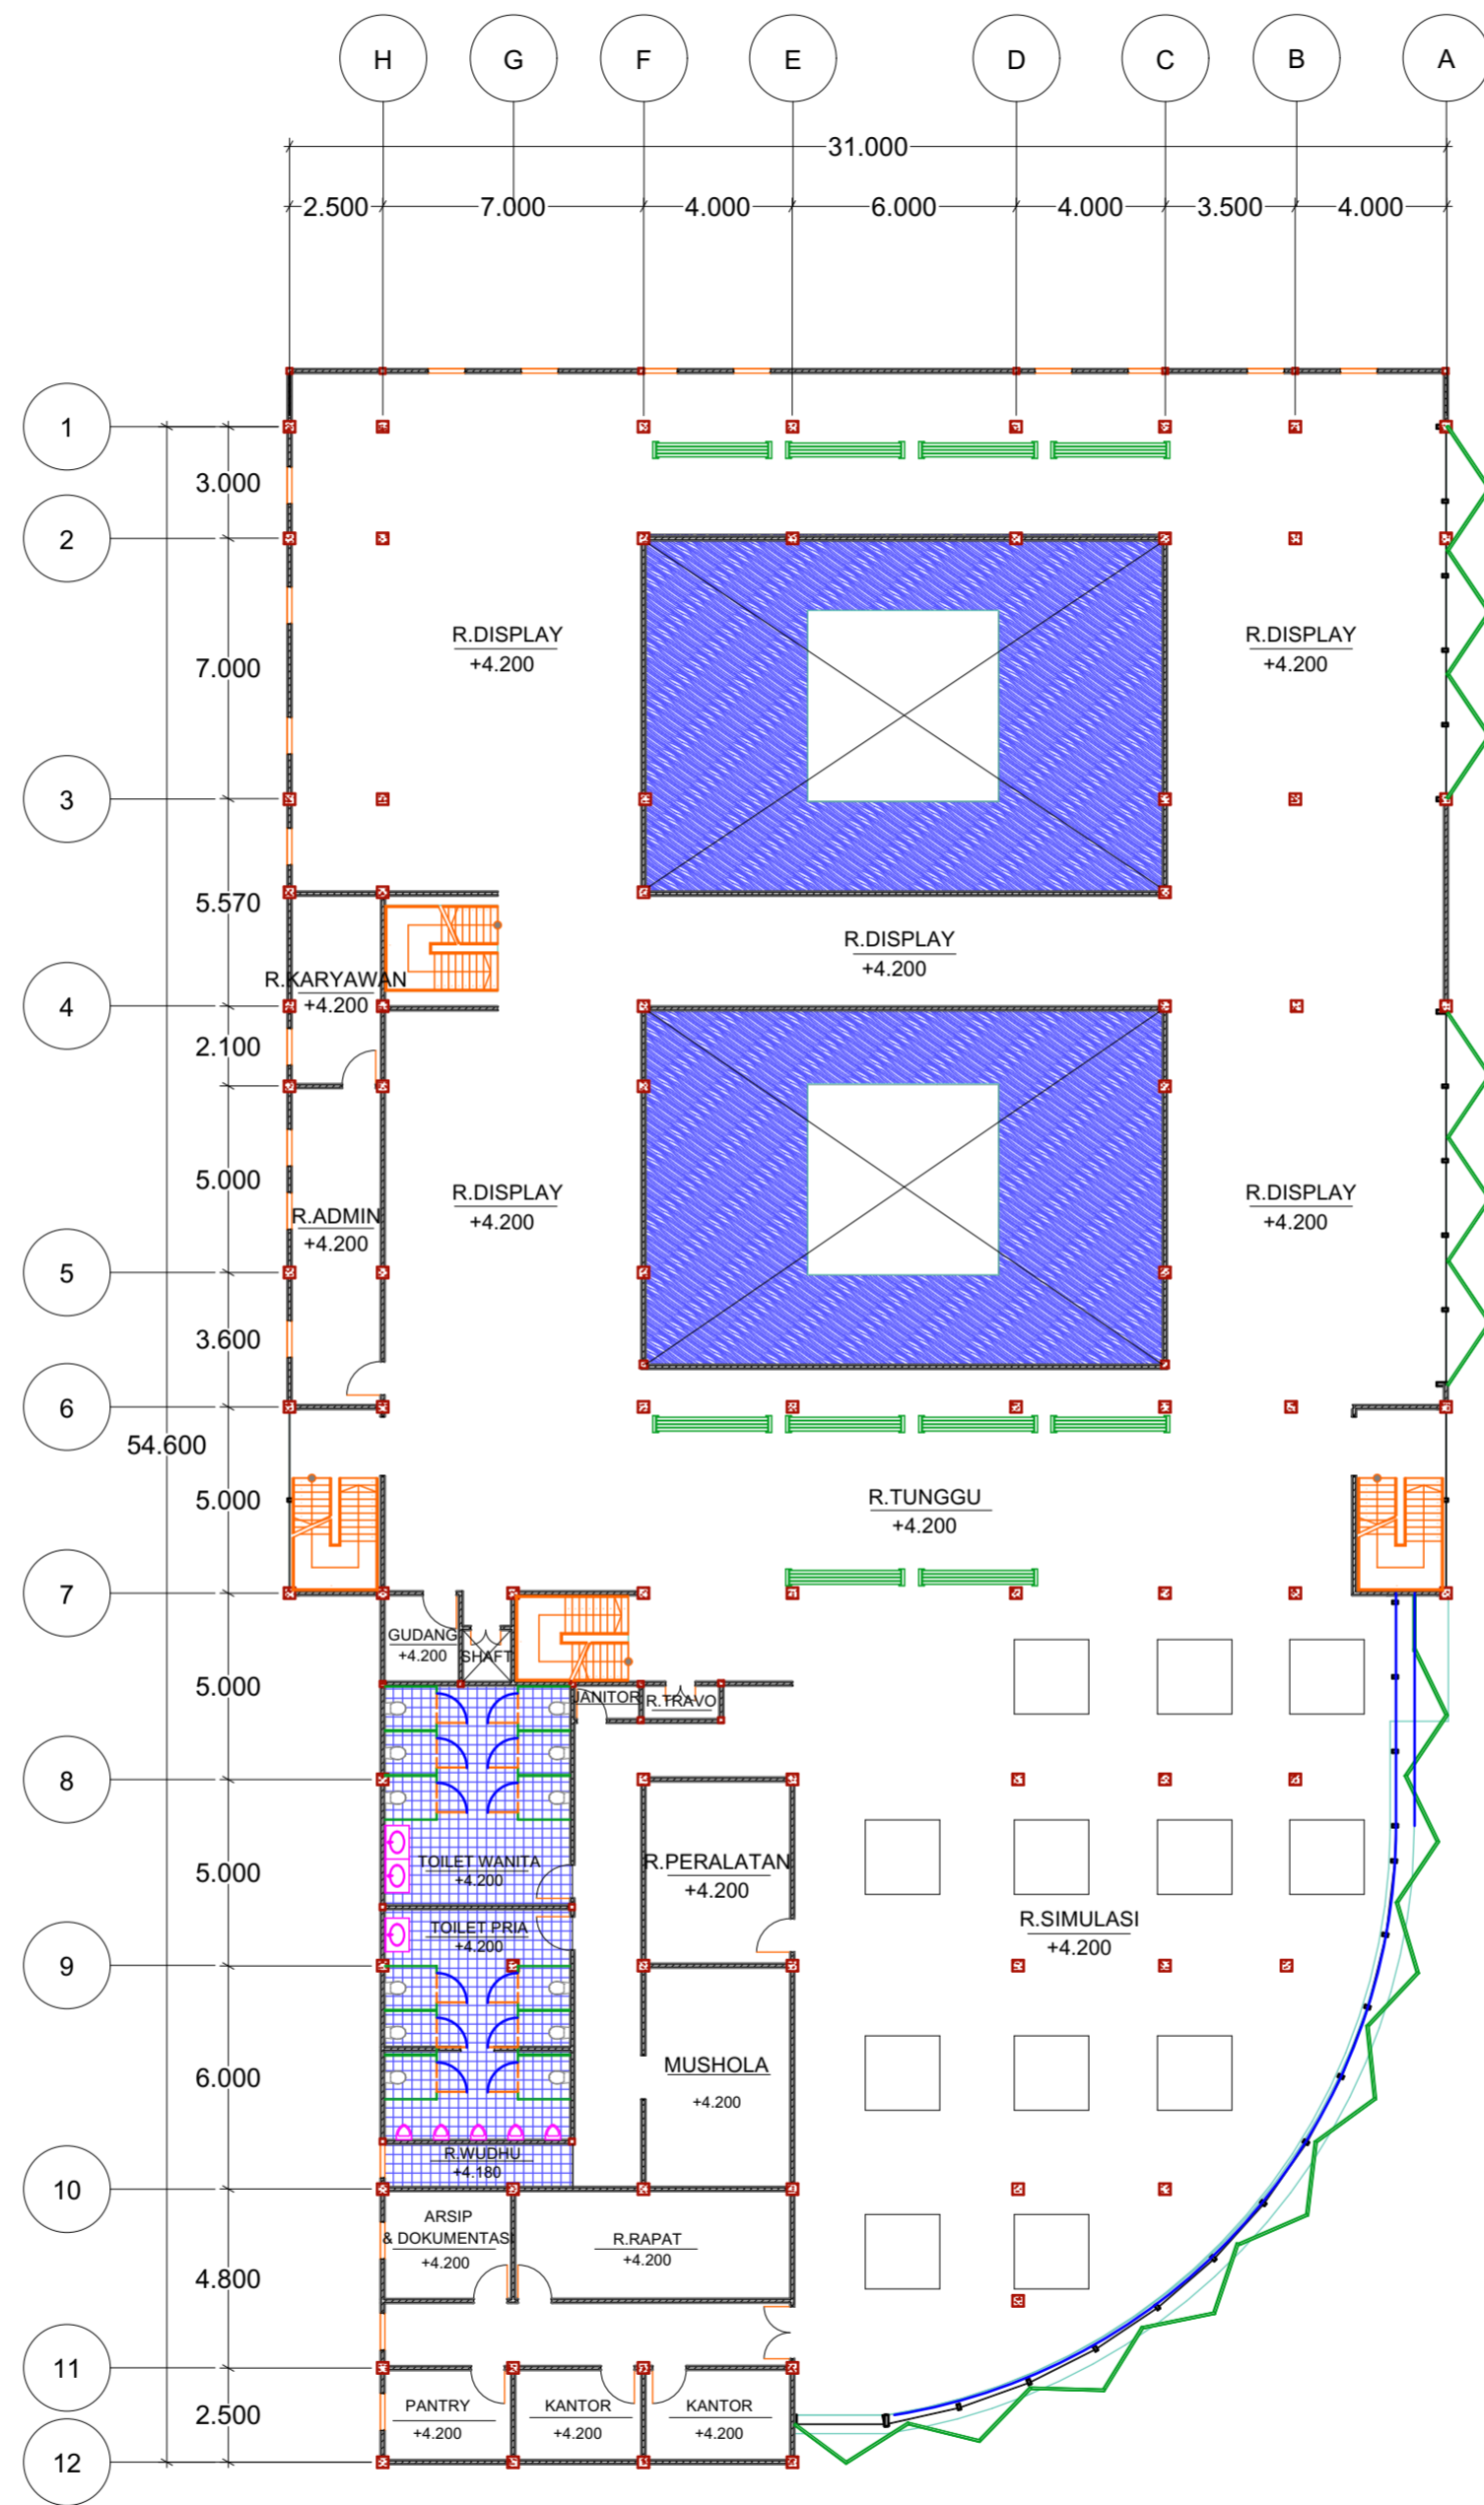 H G F E D C B A
31.000
2.500 7.000 4.000 6.000 4.000 3.500 4.000
1
3.000
2
R.DISPLAY
+4.200
R.DISPLAY
+4.200
7.000
3
5.570
R.DISPLAY
+4.200
R.KARYAWAN
+4.200
4
2.100
5.000
R.DISPLAY
+4.200
R.DISPLAY
+4.200
R.ADMIN
+4.200
5
3.600
6
54.600
5.000
R.TUNGGU
+4.200
7
GUDANG
+4.200
SHAFT
5.000
JANITOR
R.TRAVO
8
TOILET WANITA
+4.200
R.PERALATAN
+4.200
5.000
TOILET PRIA
+4.200
R.SIMULASI
+4.200
9
MUSHOLA
+4.200
6.000
R.WUDHU
+4.180
10
ARSIP
& DOKUMENTASI
+4.200
R.RAPAT
+4.200
4.800
11
PANTRY
+4.200
KANTOR
+4.200
KANTOR
+4.200
2.500
12